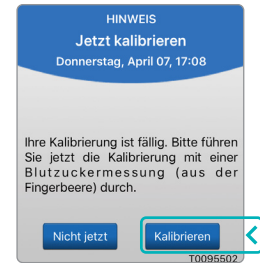 HINWEIS
Jetzt kalibrieren
Donnerstag, April 07, 17:08
Ihre Kalibrierung ist fällig. Bitte führen
Sie jetzt die Kalibrierung mit einer
Blutzuckermessung (aus der
Fingerbeere) durch.
Nicht jetzt
Kalibrieren
T0095502